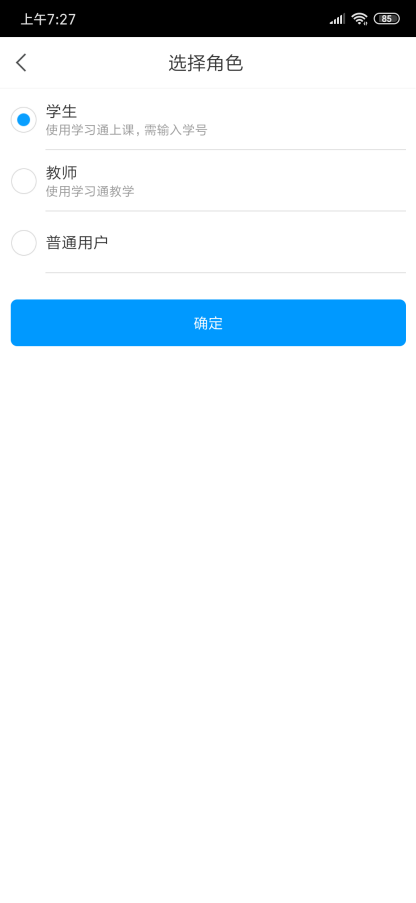 上午7:27
85
选择角色
学生
使用学习通上课，需输入学号
教师
使用学习通教学
普通用户
确定